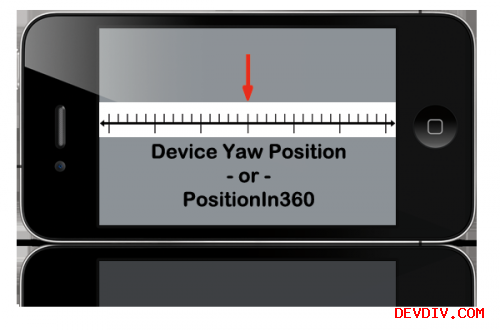 Device Yaw Position
- or -
PositionIn360
DEVDIV.COM